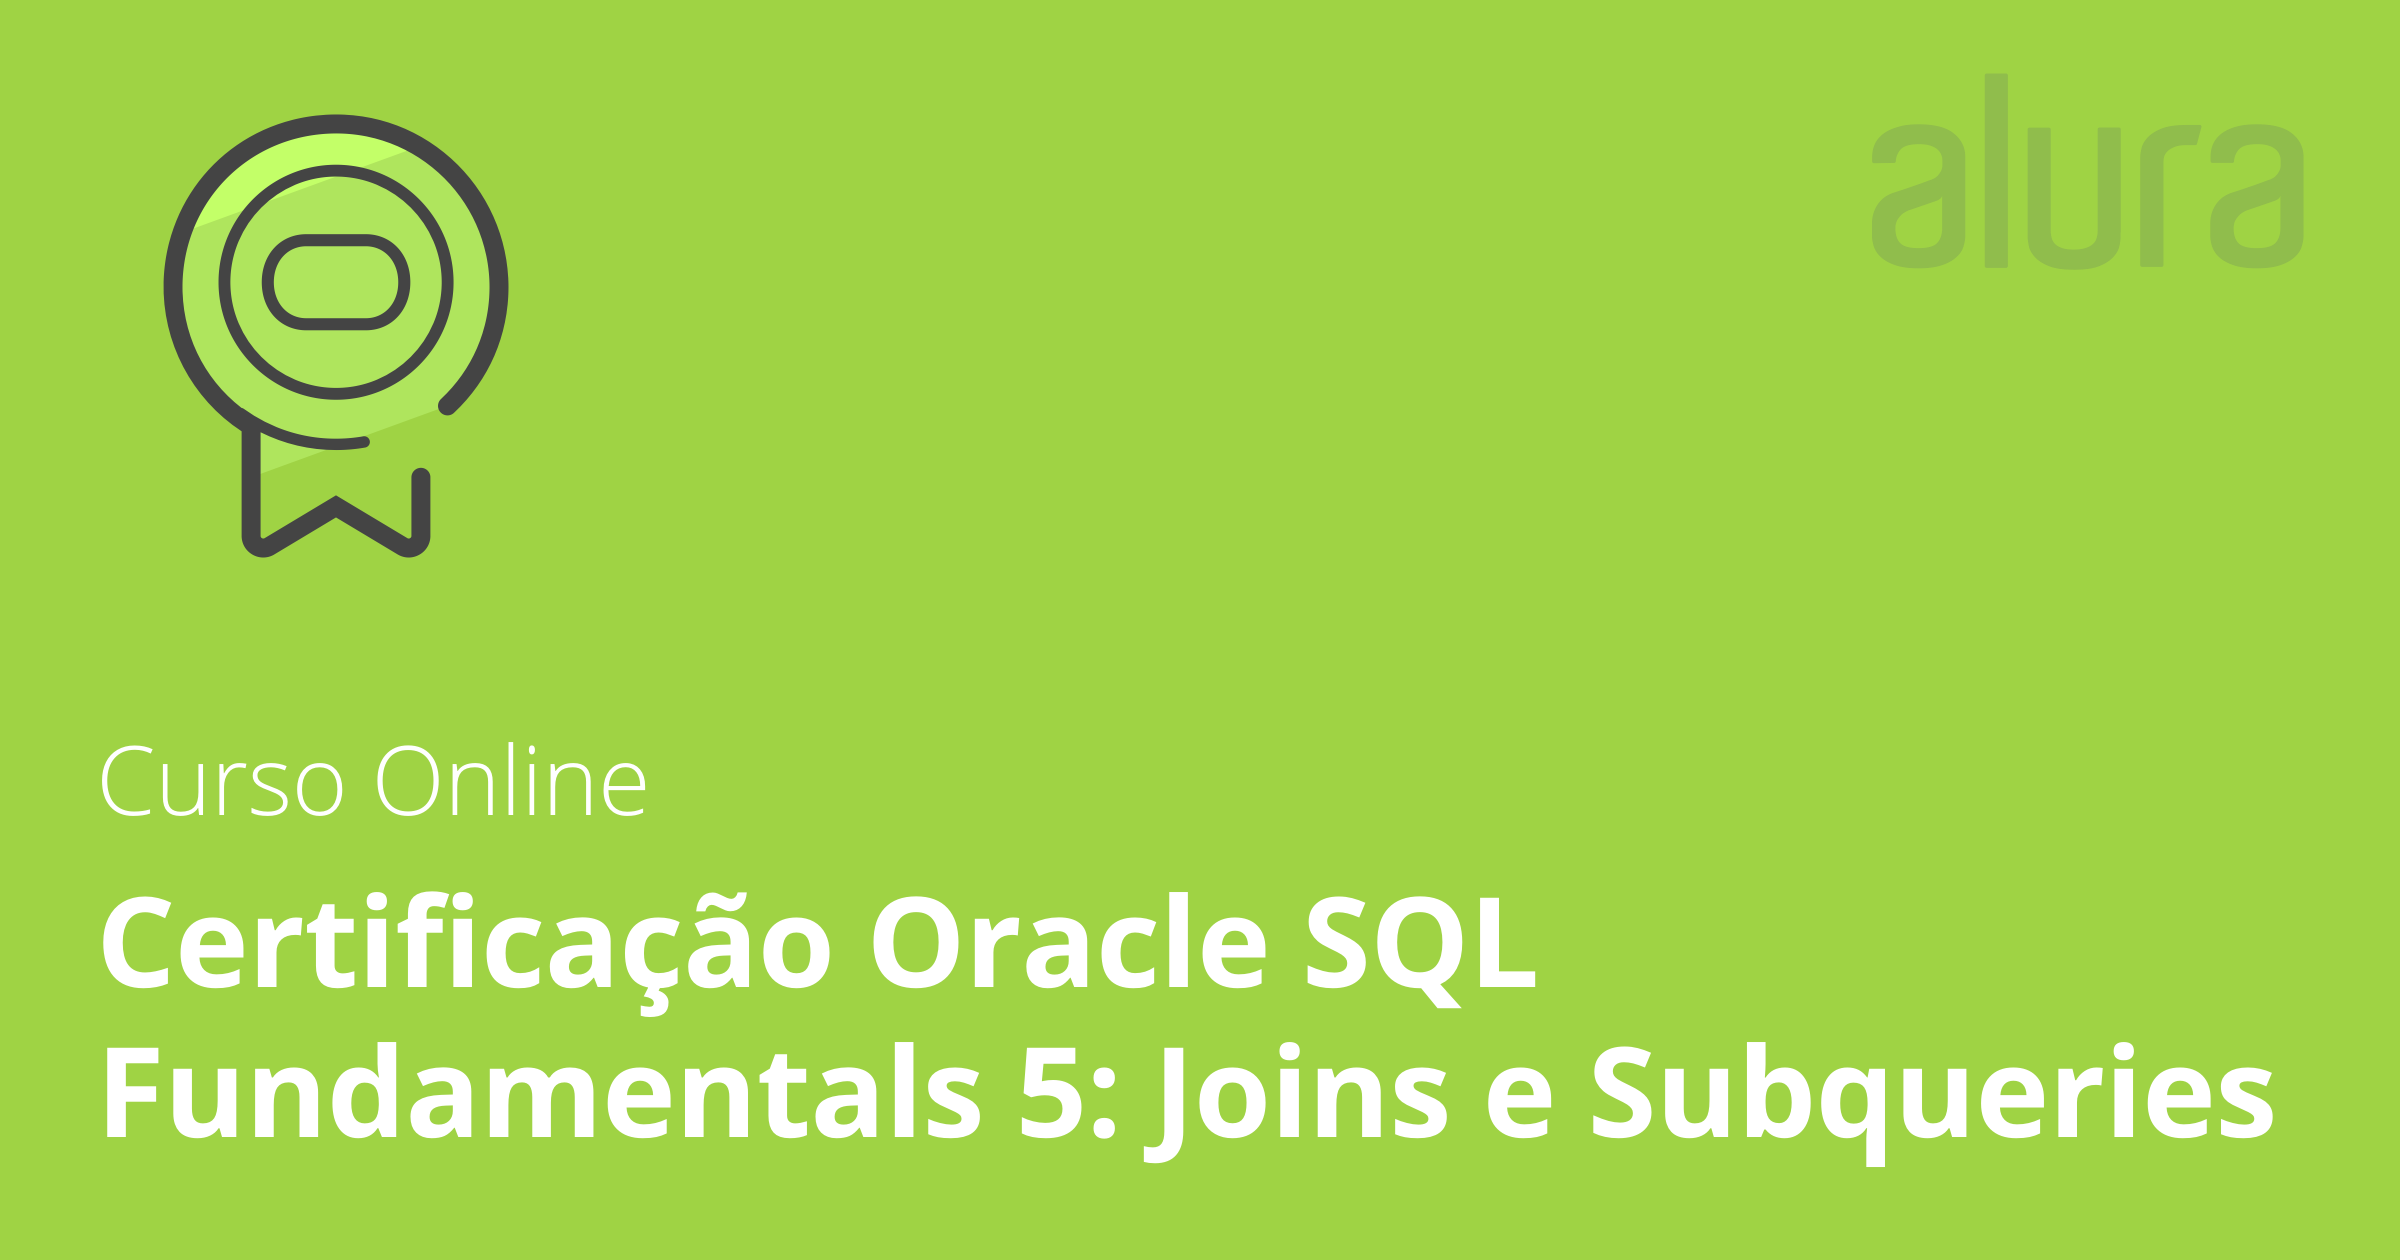 alura
Curso Online
Certificação Oracle SQL
Fundamentals 5: Joins e Subqueries